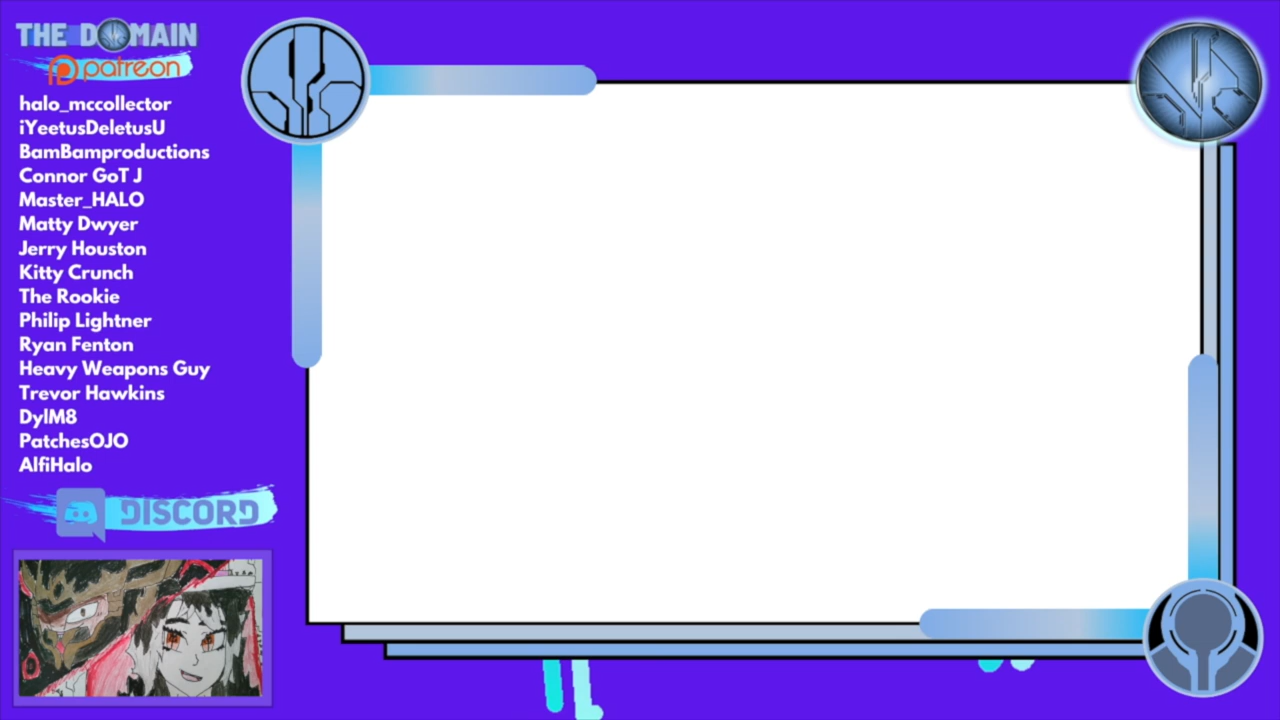 THE DOMAIN
patreon
halo_mccollector
iYeetusDeletusU
BamBamproductions
Connor GoT J
Master_HALO
Matty Dwyer
Jerry Houston
Kitty Crunch
The Rookie
Philip Lightner
Ryan Fenton
Heavy Weapons Guy
Trevor Hawkins
DylM8
PatchesOJO
AlfiHalo
DISCORD